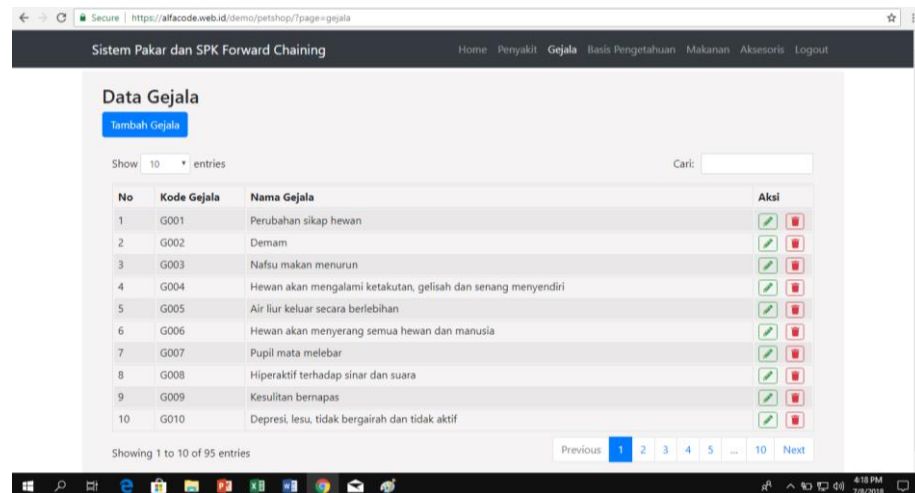 Secure | https://alfacode.web.id/demo/petshop/?page=gejala
Sistem Pakar dan SPK Forward Chaining Home Penyakit Gejala Basis Pengetahuan Makanan Aksesoris Logout
Data Gejala
Tambah Gejala
Show 10 entries Cari:
No Kode Gejala Nama Gejala Aksi
1 G001 Perubahan sikap hewan
2 G002 Demam
3 G003 Nafsu makan menurun
4 G004 Hewan akan mengalami ketakutan, gelisah dan senang menyendiri
5 G005 Air liur keluar secara berlebihan
6 G006 Hewan akan menyerang semua hewan dan manusia
7 G007 Pupil mata melebar
8 G008 Hiperaktif terhadap sinar dan suara
9 G009 Kesulitan bernapas
10 G010 Depresi, lesu, tidak bergairah dan tidak aktif
Showing 1 to 10 of 95 entries Previous 1 2 3 4 5 ... 10 Next
4:18 PM
7/8/2018